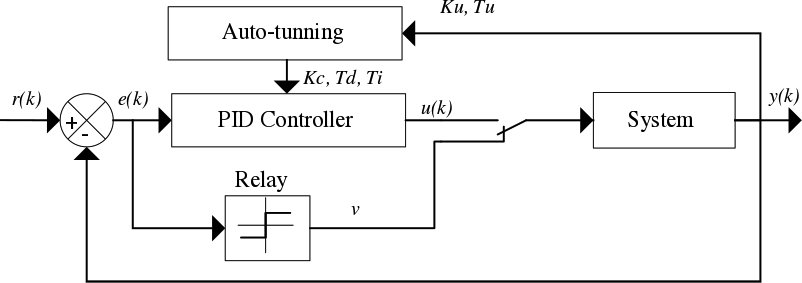 Ku, Tu
Auto-tunning
Kc, Td, Ti
r(k)
e(k)
u(k)
y(k)
+
-
PID Controller
System
Relay
v